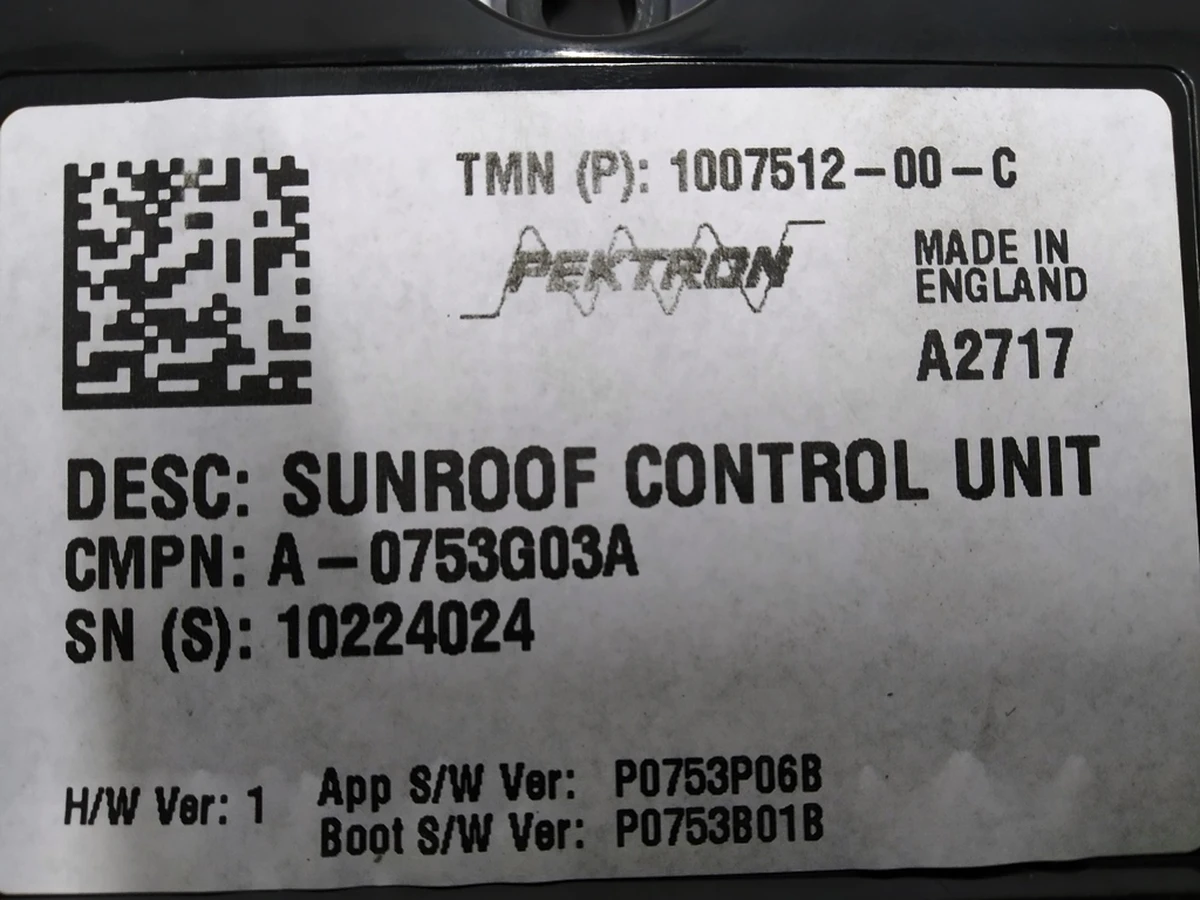 TMN (P): 1007512-00-C
PEKTRON
MADE IN
ENGLAND
A2717
DESC: SUNROOF CONTROL UNIT
CMPN: A-0753G03A
SN (S): 10224024
H/W Ver: 1
App S/W Ver: P0753P06B
Boot S/W Ver: P0753B01B